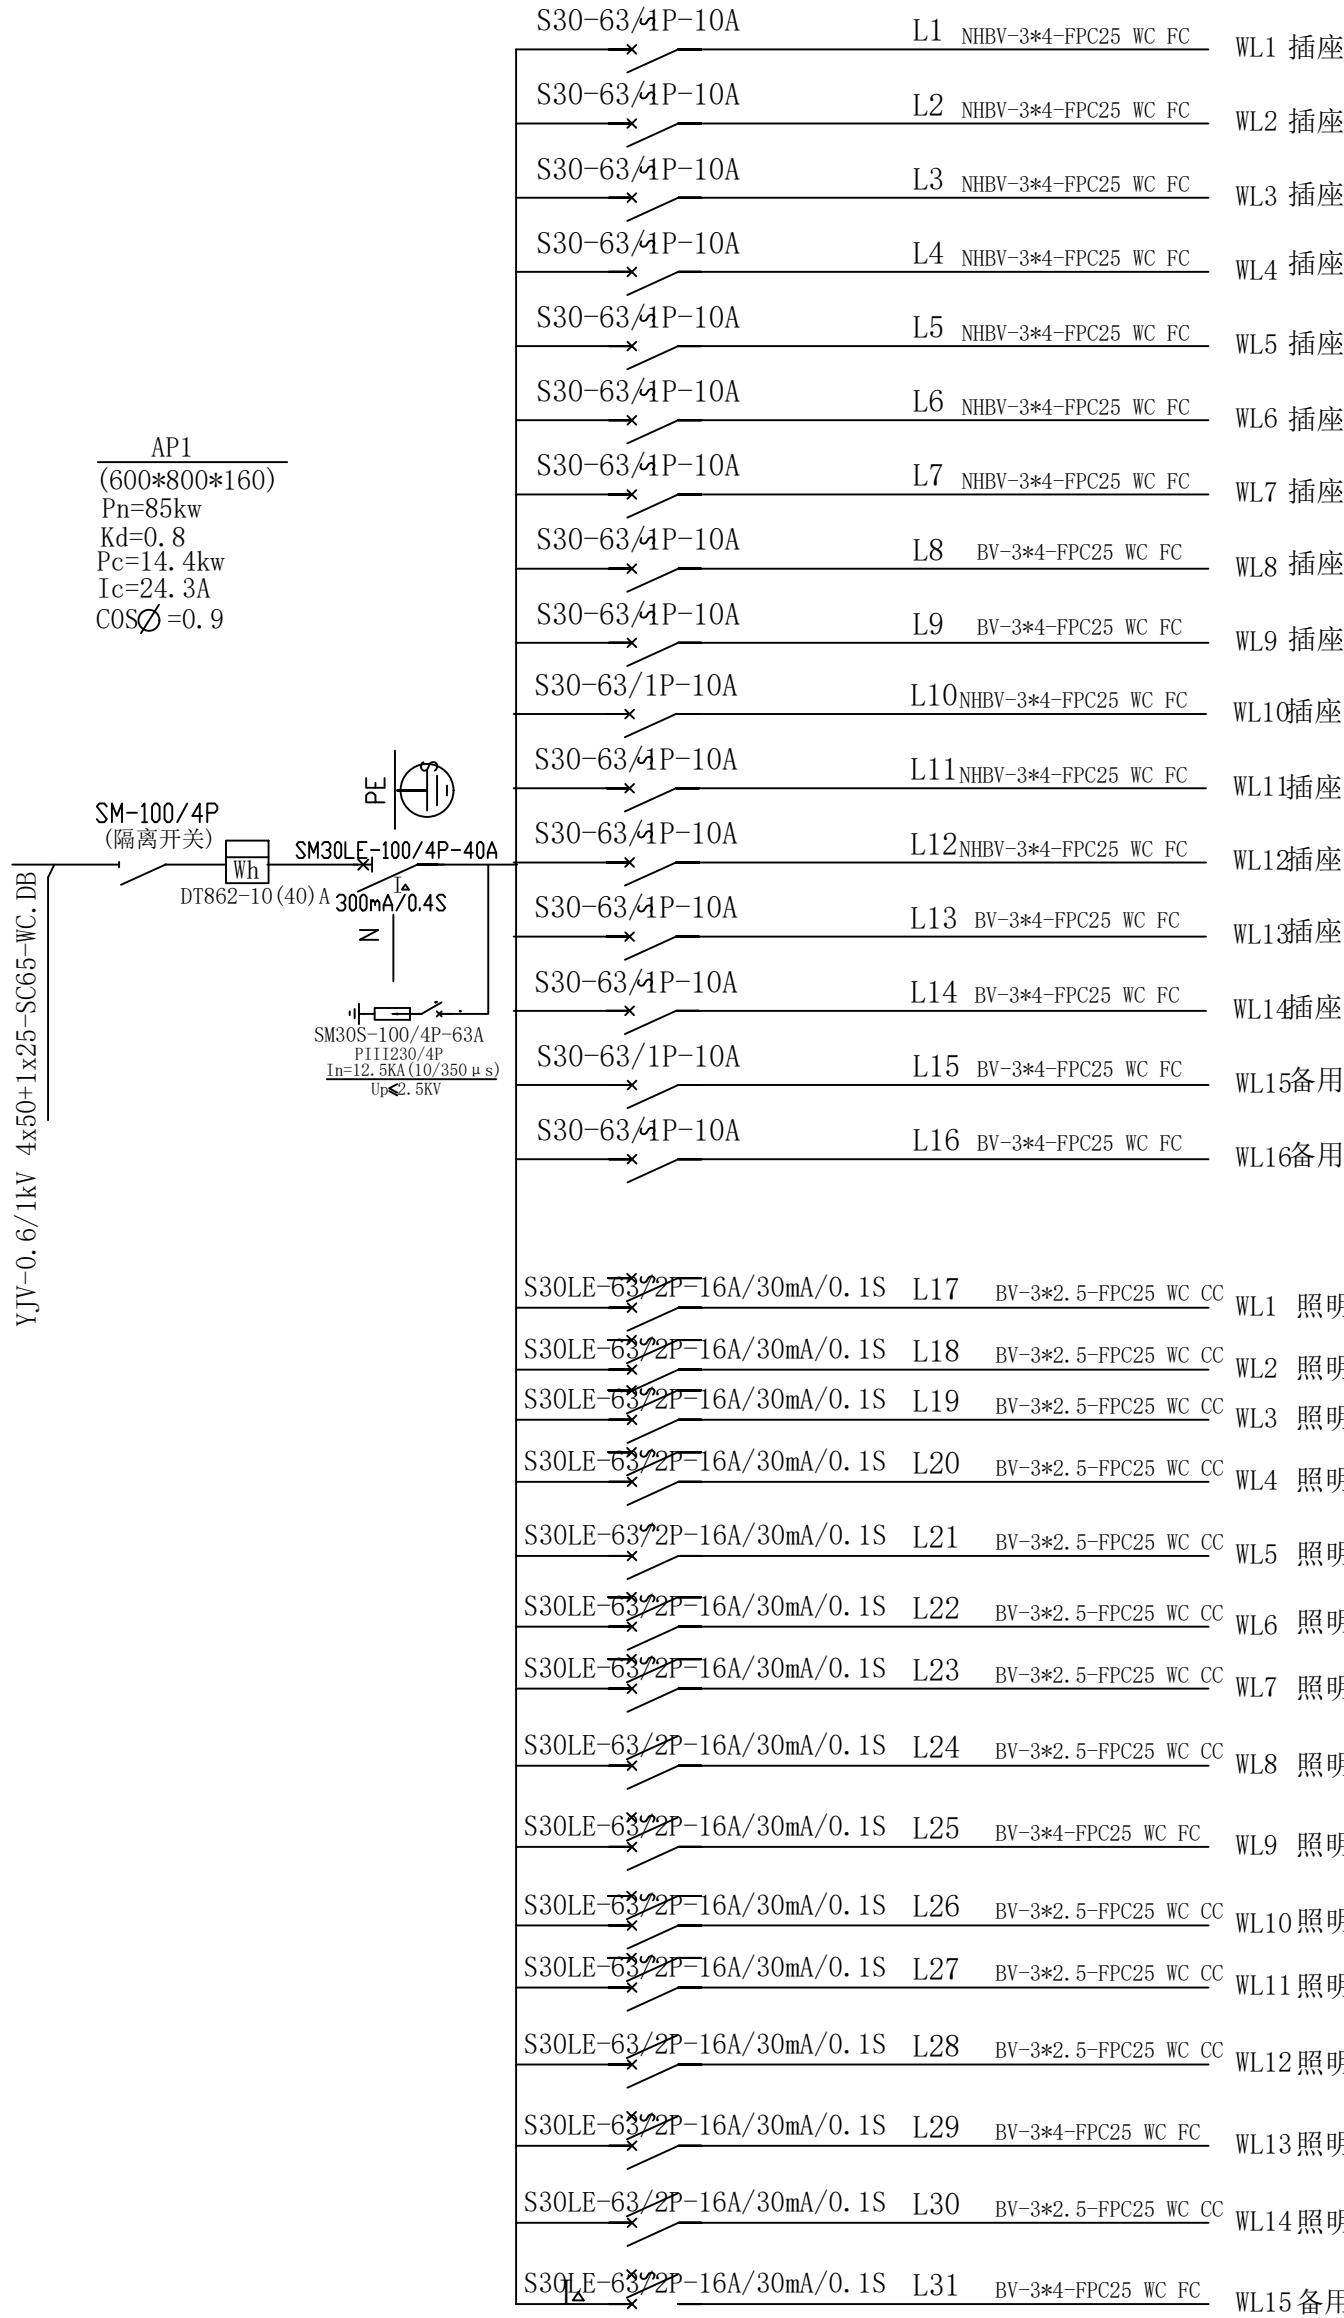 S30-63/1P-10A L1 NHBV-3*4-FPC25 WC FC WL1 插座
S30-63/1P-10A L2 NHBV-3*4-FPC25 WC FC WL2 插座
S30-63/1P-10A L3 NHBV-3*4-FPC25 WC FC WL3 插座
S30-63/1P-10A L4 NHBV-3*4-FPC25 WC FC WL4 插座
S30-63/1P-10A L5 NHBV-3*4-FPC25 WC FC WL5 插座
S30-63/1P-10A L6 NHBV-3*4-FPC25 WC FC WL6 插座
S30-63/1P-10A L7 NHBV-3*4-FPC25 WC FC WL7 插座
S30-63/1P-10A L8 BV-3*4-FPC25 WC FC WL8 插座
S30-63/1P-10A L9 BV-3*4-FPC25 WC FC WL9 插座
S30-63/1P-10A L10 NHBV-3*4-FPC25 WC FC WL10插座
S30-63/1P-10A L11 NHBV-3*4-FPC25 WC FC WL11插座
S30-63/1P-10A L12 NHBV-3*4-FPC25 WC FC WL12插座
S30-63/1P-10A L13 BV-3*4-FPC25 WC FC WL13插座
S30-63/1P-10A L14 BV-3*4-FPC25 WC FC WL14插座
S30-63/1P-10A L15 BV-3*4-FPC25 WC FC WL15备用
S30-63/1P-10A L16 BV-3*4-FPC25 WC FC WL16备用
AP1
(600*800*160)
Pn=85kw
Kd=0.8
Pc=14.4kw
Ic=24.3A
COSØ=0.9
PE
SM-100/4P
(隔离开关)
Wh
DT862-10(40)A
SM30LE-100/4P-40A
I
300mA/0.4S
N
SM30S-100/4P-63A
PIII230/4P
In=12.5KA(10/350μs)
Up≤2.5KV
YJV-0.6/1kV 4x50+1x25-SC65-WC.DB
S30LE-63/2P-16A/30mA/0.1S L17 BV-3*2.5-FPC25 WC CC WL1 照明
S30LE-63/2P-16A/30mA/0.1S L18 BV-3*2.5-FPC25 WC CC WL2 照明
S30LE-63/2P-16A/30mA/0.1S L19 BV-3*2.5-FPC25 WC CC WL3 照明
S30LE-63/2P-16A/30mA/0.1S L20 BV-3*2.5-FPC25 WC CC WL4 照明
S30LE-63/2P-16A/30mA/0.1S L21 BV-3*2.5-FPC25 WC CC WL5 照明
S30LE-63/2P-16A/30mA/0.1S L22 BV-3*2.5-FPC25 WC CC WL6 照明
S30LE-63/2P-16A/30mA/0.1S L23 BV-3*2.5-FPC25 WC CC WL7 照明
S30LE-63/2P-16A/30mA/0.1S L24 BV-3*2.5-FPC25 WC CC WL8 照明
S30LE-63/2P-16A/30mA/0.1S L25 BV-3*4-FPC25 WC FC WL9 照明
S30LE-63/2P-16A/30mA/0.1S L26 BV-3*2.5-FPC25 WC CC WL10 照明
S30LE-63/2P-16A/30mA/0.1S L27 BV-3*2.5-FPC25 WC CC WL11 照明
S30LE-63/2P-16A/30mA/0.1S L28 BV-3*2.5-FPC25 WC CC WL12 照明
S30LE-63/2P-16A/30mA/0.1S L29 BV-3*4-FPC25 WC FC WL13 照明
S30LE-63/2P-16A/30mA/0.1S L30 BV-3*2.5-FPC25 WC CC WL14 照明
S30LE-63/2P-16A/30mA/0.1S L31 BV-3*4-FPC25 WC FC WL15 备用